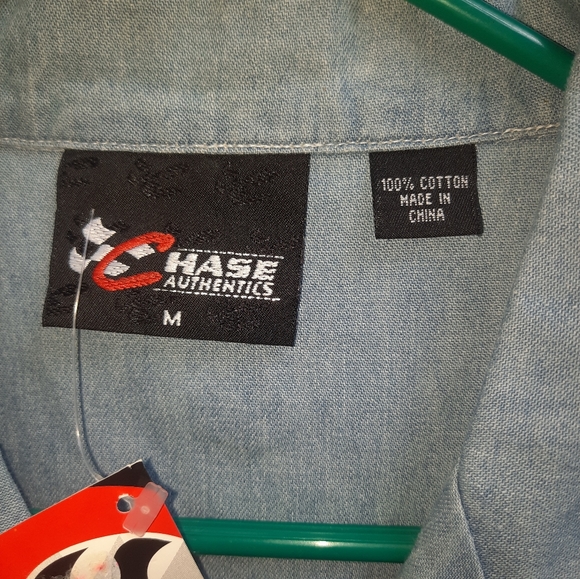 CHASE
AUTHENTICS
M
100% COTTON
MADE IN
CHINA